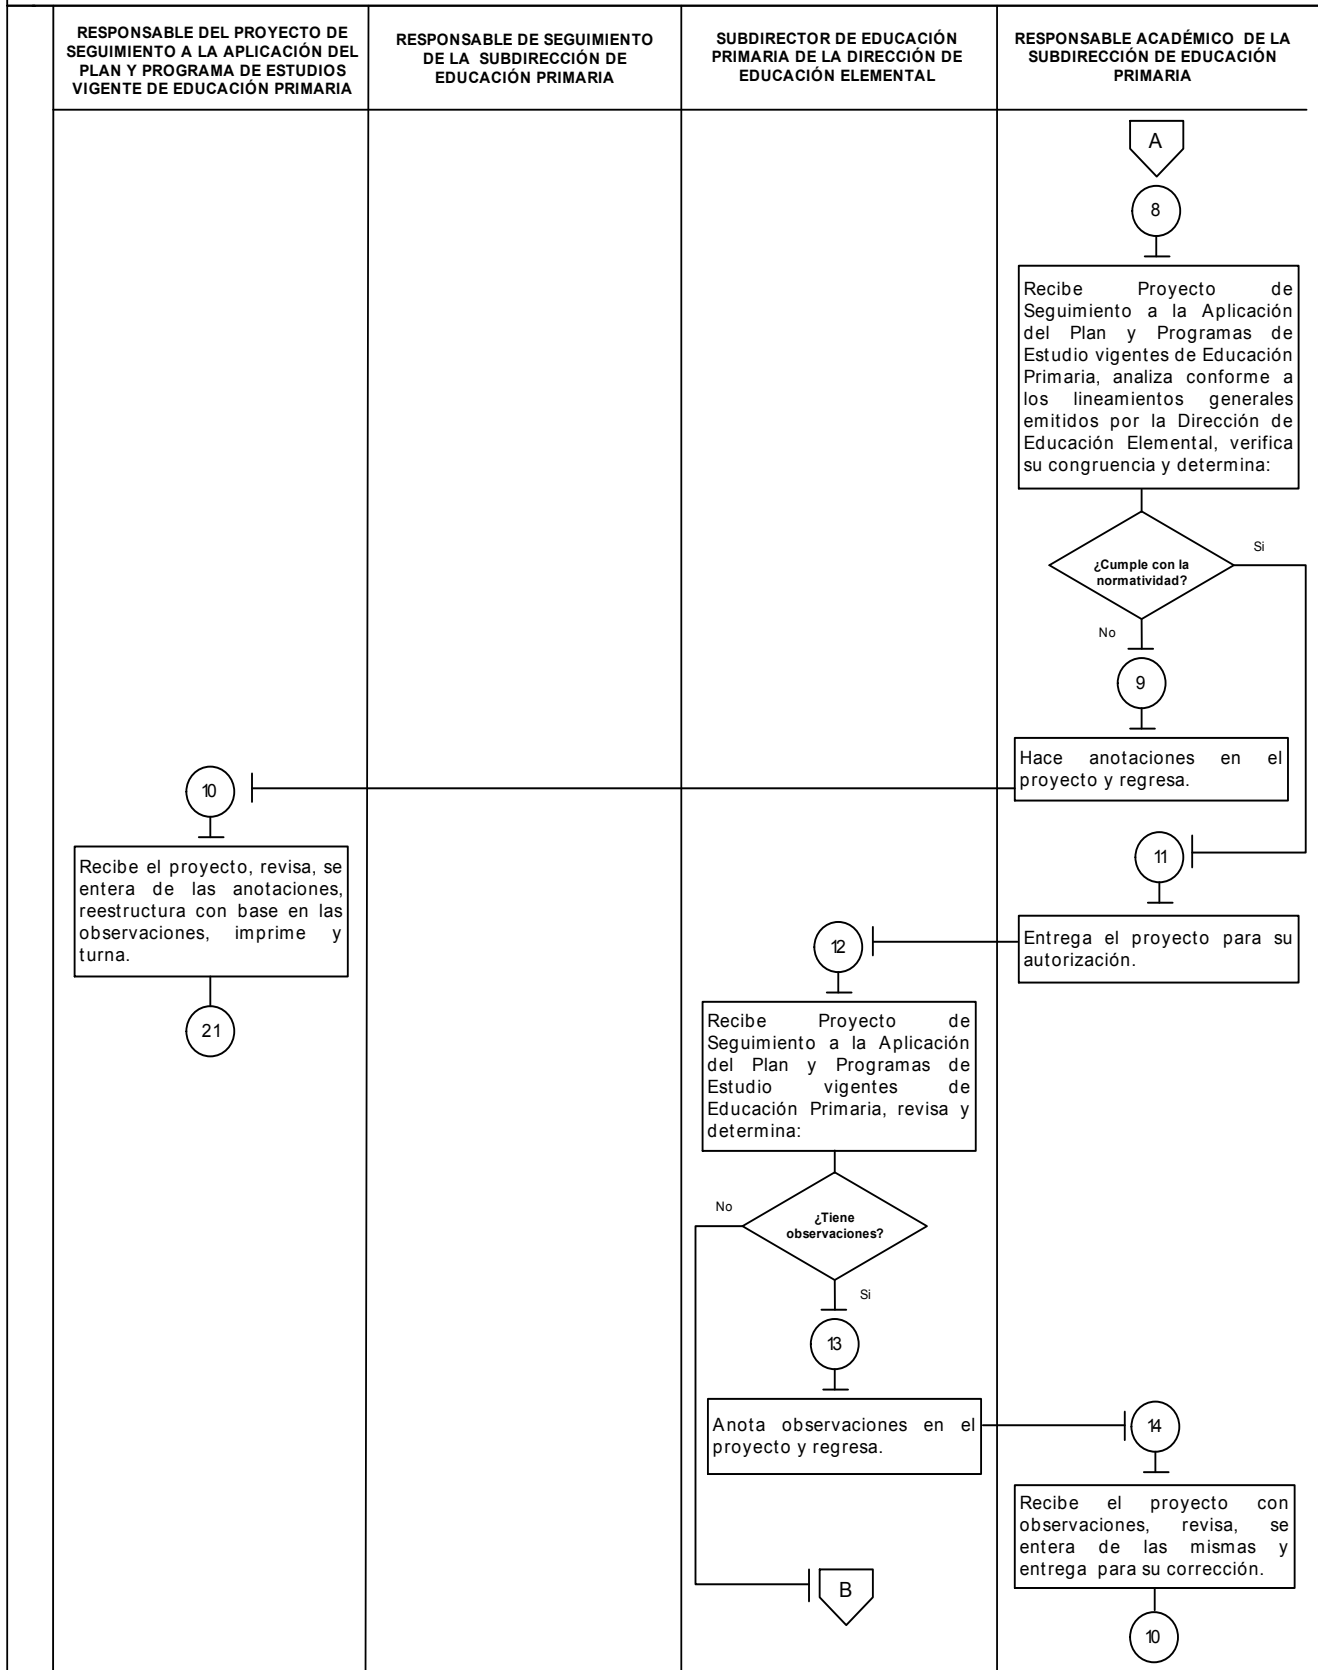 RESPONSABLE DEL PROYECTO DE
SEGUIMIENTO A LA APLICACIÓN DEL
PLAN Y PROGRAMA DE ESTUDIOS
VIGENTE DE EDUCACIÓN PRIMARIA
RESPONSABLE DE SEGUIMIENTO
DE LA SUBDIRECCIÓN DE
EDUCACIÓN PRIMARIA
SUBDIRECTOR DE EDUCACIÓN
PRIMARIA DE LA DIRECCIÓN DE
EDUCACIÓN ELEMENTAL
RESPONSABLE ACADÉMICO DE LA
SUBDIRECCIÓN DE EDUCACIÓN
PRIMARIA
A
8
Recibe Proyecto de
Seguimiento a la Aplicación
del Plan y Programas de
Estudio vigentes de Educación
Primaria, analiza conforme a
los lineamientos generales
emitidos por la Dirección de
Educación Elemental, verifica
su congruencia y determina:
¿Cumple con la
normatividad?
Si
No
9
Hace anotaciones en el
proyecto y regresa.
10
Recibe el proyecto, revisa, se
entera de las anotaciones,
reestructura con base en las
observaciones, imprime y
turna.
21
11
Entrega el proyecto para su
autorización.
12
Recibe Proyecto de
Seguimiento a la Aplicación
del Plan y Programas de
Estudio vigentes de
Educación Primaria, revisa y
determina:
¿Tiene
observaciones?
No
Si
13
Anota observaciones en el
proyecto y regresa.
14
Recibe el proyecto con
observaciones, revisa, se
entera de las mismas y
entrega para su corrección.
B
10